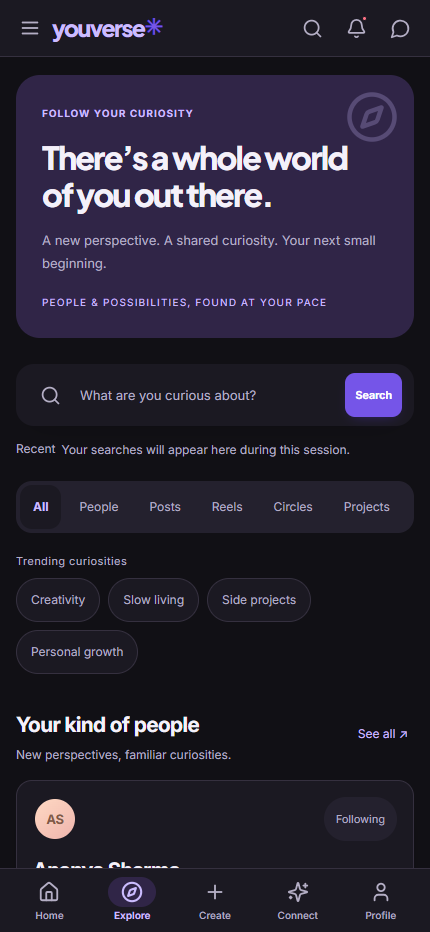 youverse
FOLLOW YOUR CURIOSITY
There's a whole world
of you out there.
A new perspective. A shared curiosity. Your next small
beginning.
PEOPLE & POSSIBILITIES, FOUND AT YOUR PACE
What are you curious about?
Search
Recent Your searches will appear here during this session.
All People Posts Reels Circles Projects
Trending curiosities
Creativity Slow living Side projects
Personal growth
Your kind of people
See all ↗
New perspectives, familiar curiosities.
AS
Following
Home Explore Create Connect Profile